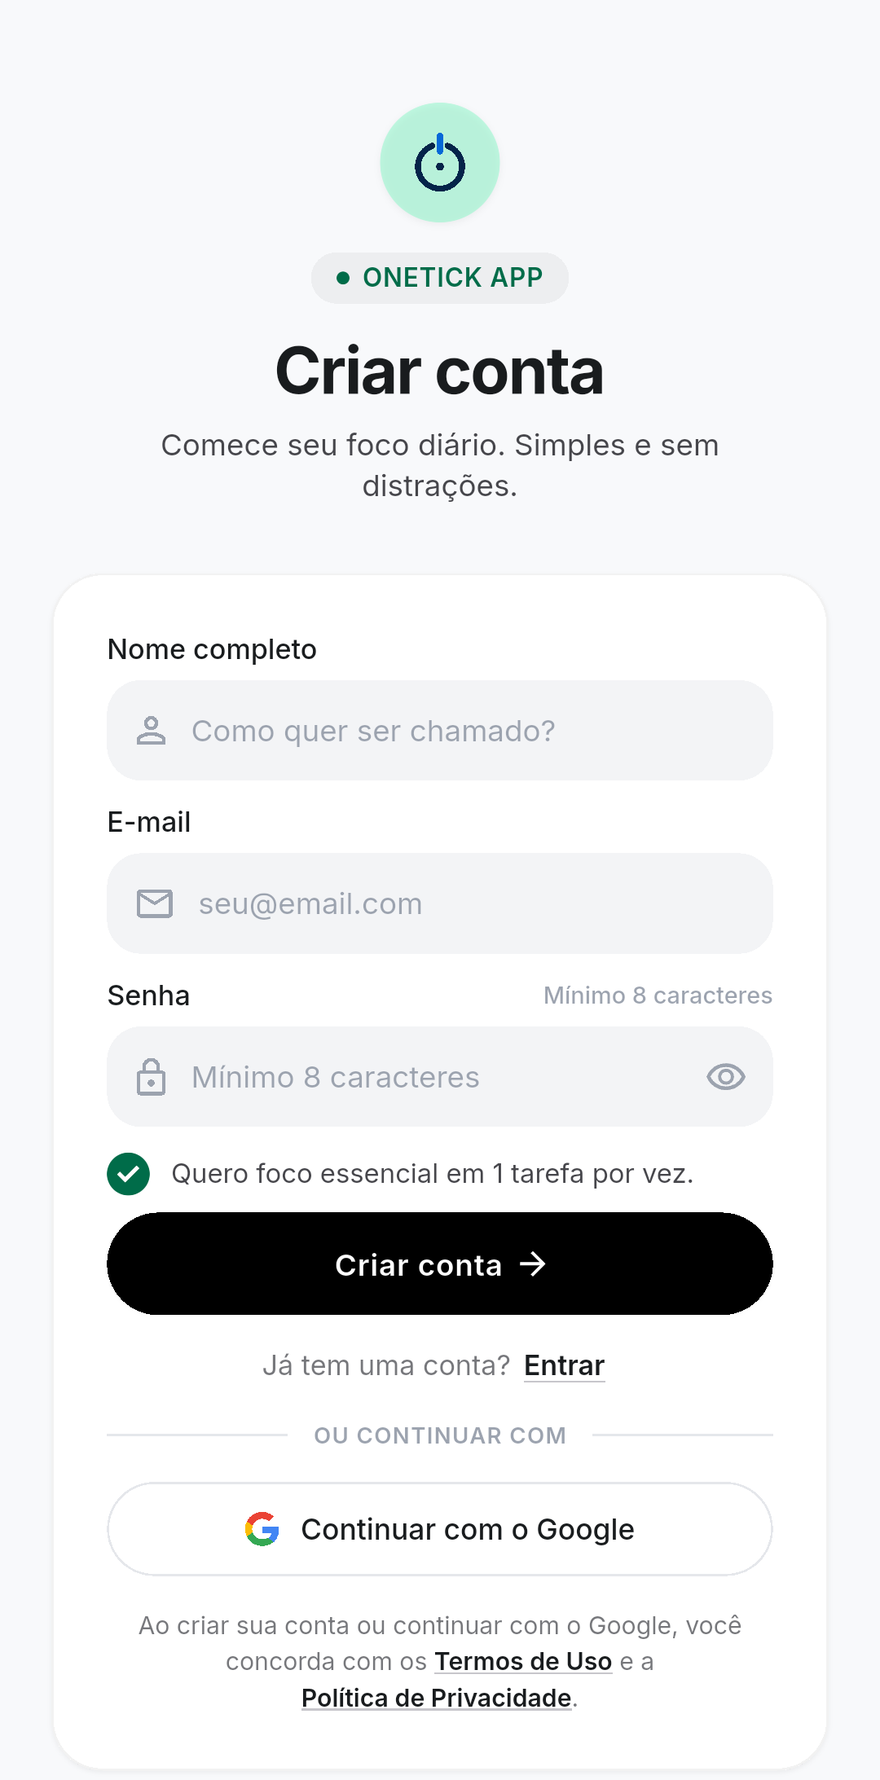 ONETICK APP
Criar conta
Comece seu foco diário. Simples e sem
distrações.
Nome completo
Como quer ser chamado?
E-mail
seu@email.com
Senha
Mínimo 8 caracteres
Mínimo 8 caracteres
Quero foco essencial em 1 tarefa por vez.
Criar conta →
Já tem uma conta? Entrar
OU CONTINUAR COM
Continuar com o Google
Ao criar sua conta ou continuar com o Google, você
concorda com os Termos de Uso e a
Política de Privacidade.